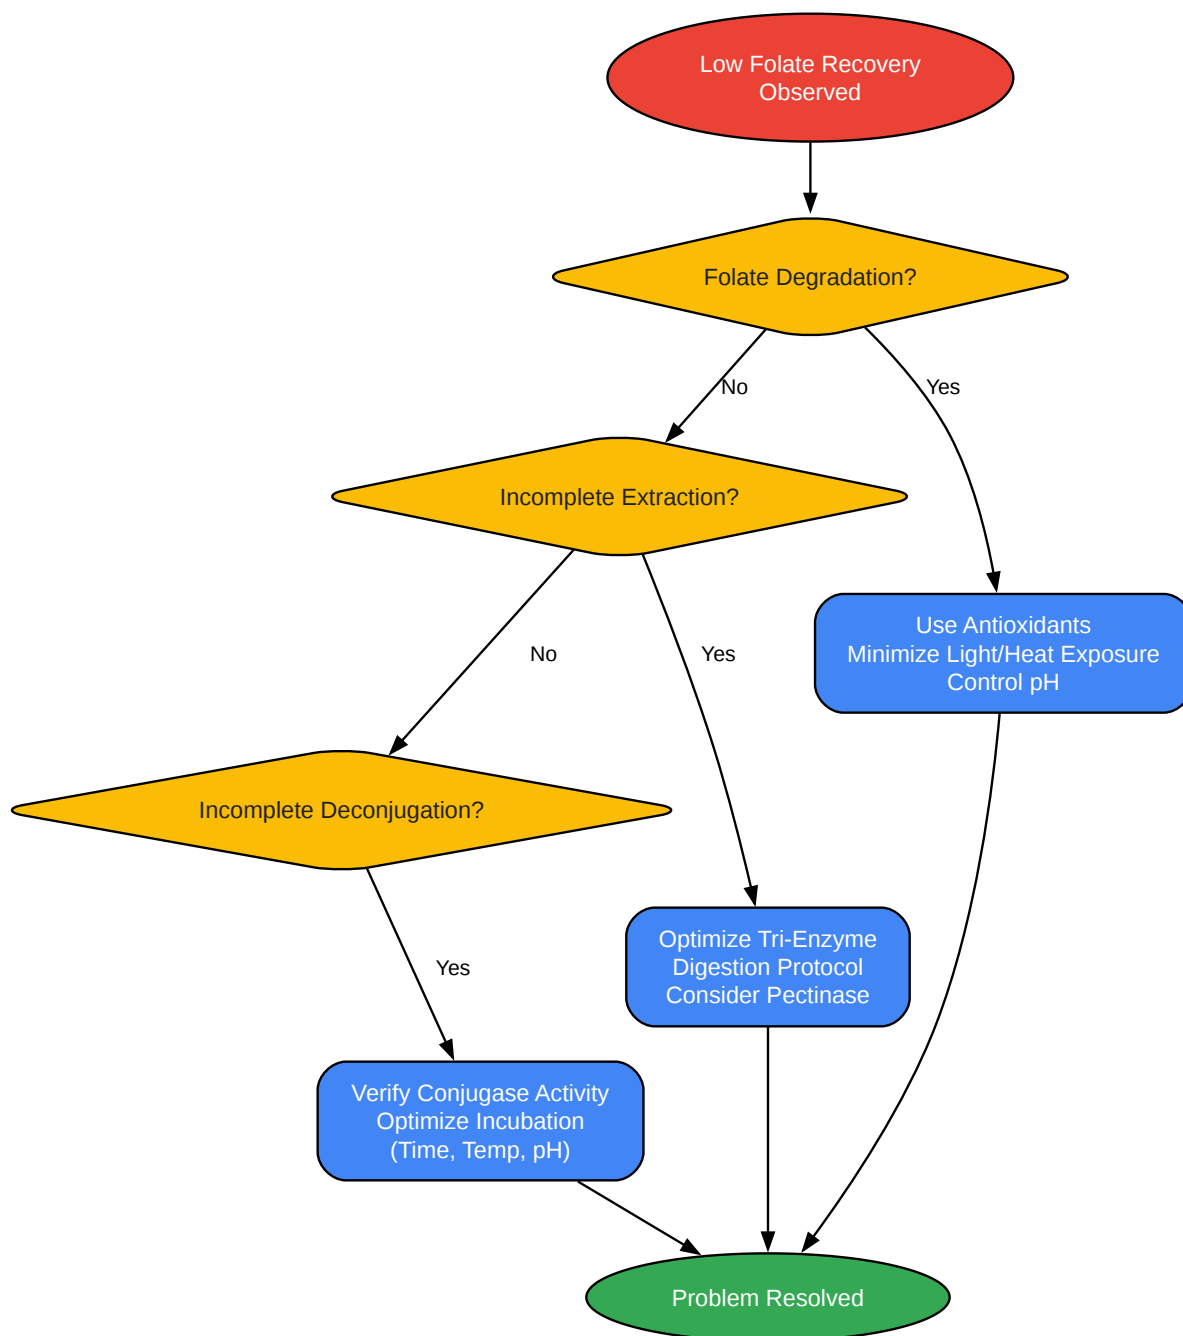 Low Folate Recovery
Observed
Folate Degradation?
No
Yes
Incomplete Extraction?
Use Antioxidants
Minimize Light/Heat Exposure
Control pH
No
Yes
Incomplete Deconjugation?
Optimize Tri-Enzyme
Digestion Protocol
Consider Pectinase
Yes
Verify Conjugase Activity
Optimize Incubation
(Time, Temp, pH)
Problem Resolved